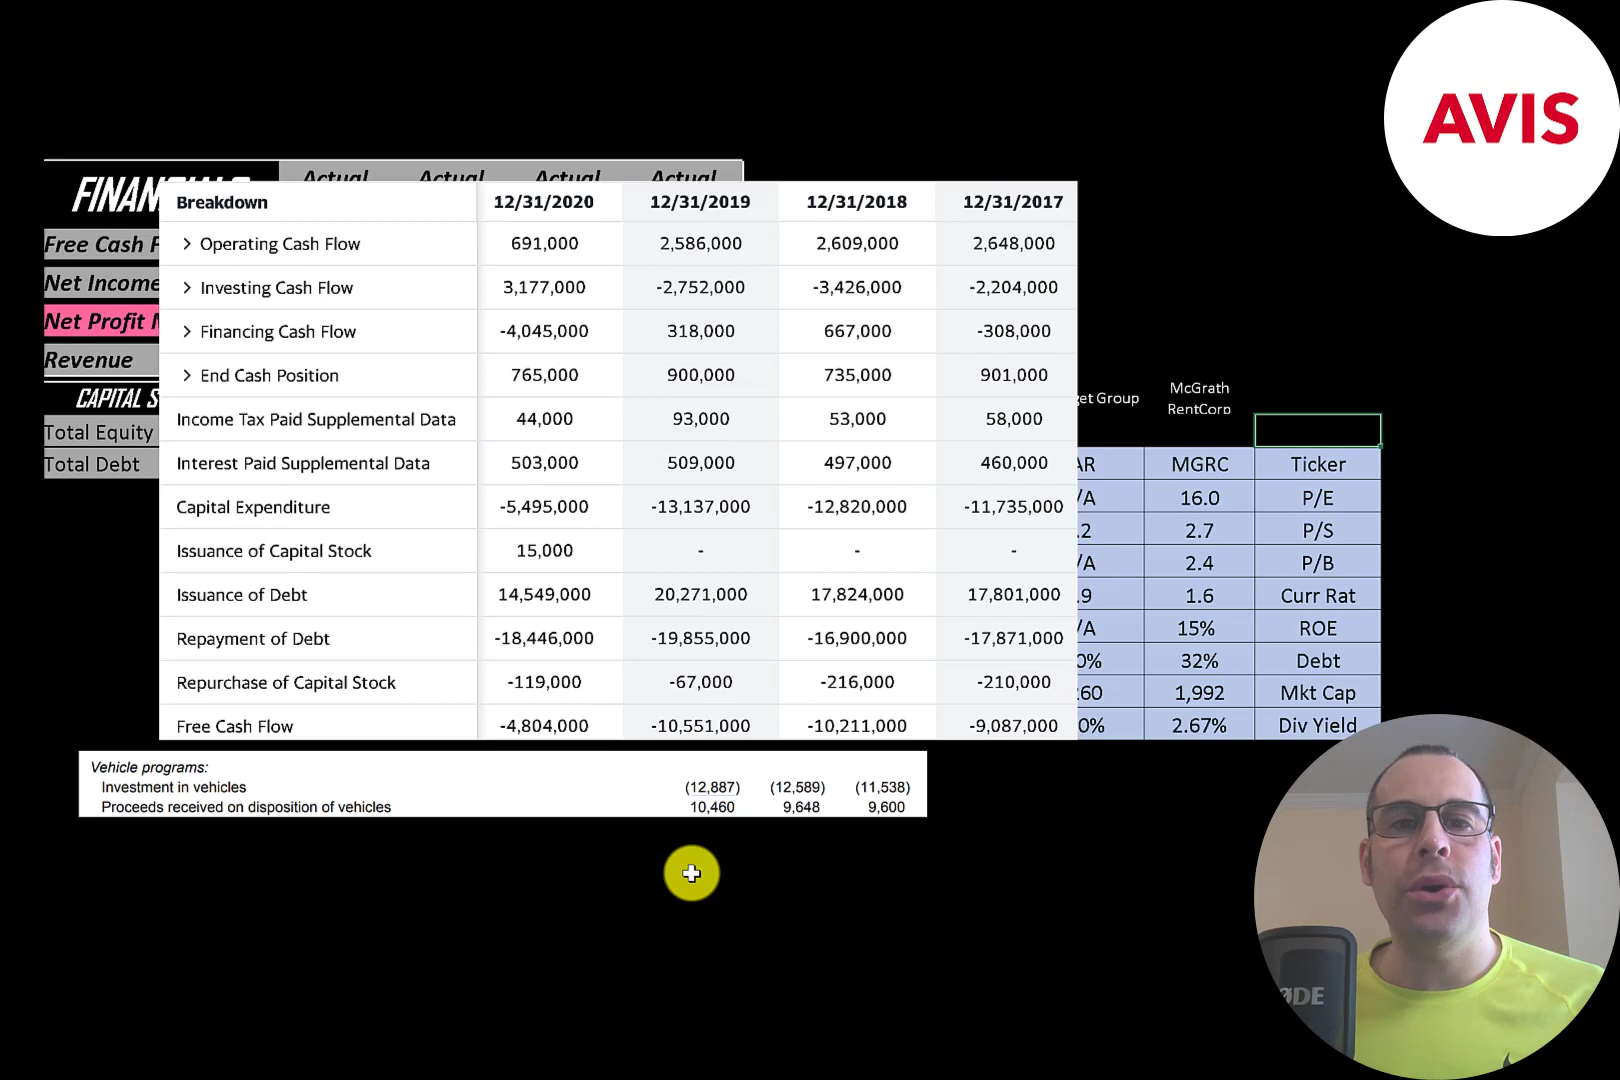 AVIS
Actual Actual Actual Actual
Breakdown 12/31/2020 12/31/2019 12/31/2018 12/31/2017
Free Cash
Operating Cash Flow 691,000 2,586,000 2,609,000 2,648,000
Net Income
Investing Cash Flow 3,177,000 -2,752,000 -3,426,000 -2,204,000
Net Profit
Financing Cash Flow -4,045,000 318,000 667,000 -308,000
Revenue
End Cash Position 765,000 900,000 735,000 901,000
CAPITAL S
Income Tax Paid Supplemental Data 44,000 93,000 53,000 58,000
Total Equity
Interest Paid Supplemental Data 503,000 509,000 497,000 460,000
Total Debt
Capital Expenditure -5,495,000 -13,137,000 -12,820,000 -11,735,000
Issuance of Capital Stock 15,000 - - -
Issuance of Debt 14,549,000 20,271,000 17,824,000 17,801,000
Repayment of Debt -18,446,000 -19,855,000 -16,900,000 -17,871,000
Repurchase of Capital Stock -119,000 -67,000 -216,000 -210,000
Free Cash Flow -4,804,000 -10,551,000 -10,211,000 -9,087,000
Group McGrath
RentCorp
AR MGRC Ticker
/A 16.0 P/E
.2 2.7 P/S
/A 2.4 P/B
.9 1.6 Curr Rat
/A 15% ROE
0% 32% Debt
60 1,992 Mkt Cap
0% 2.67% Div Yield
Vehicle programs:
Investment in vehicles (12,887) (12,589) (11,538)
Proceeds received on disposition of vehicles 10,460 9,648 9,600